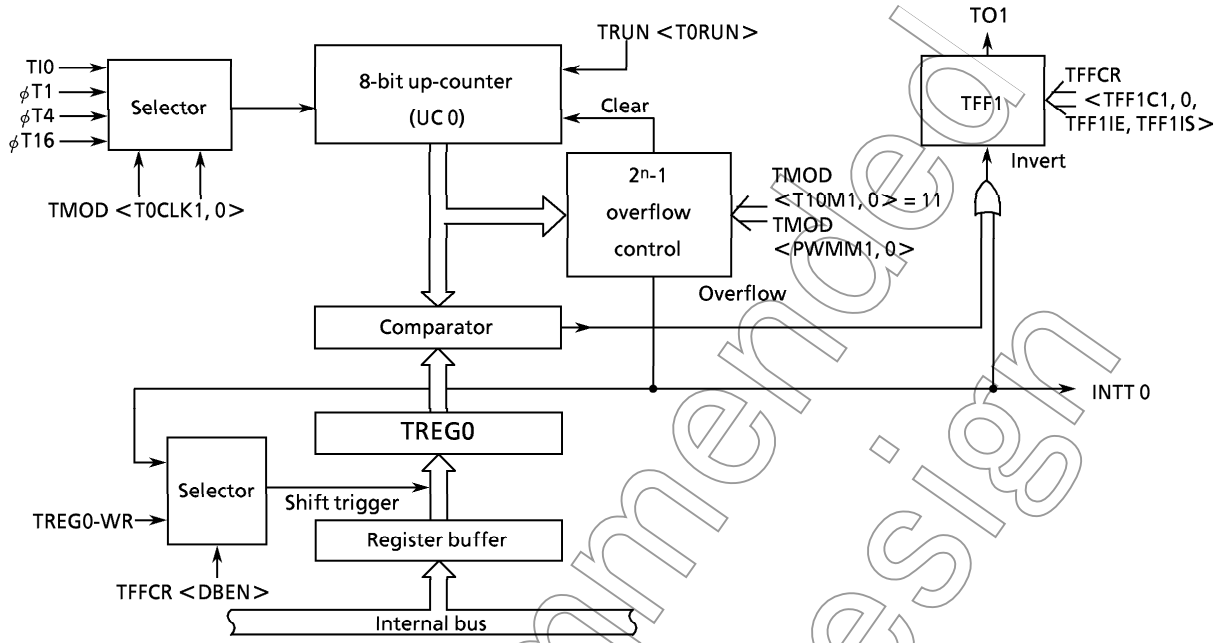 TO1
TRUN <T0RUN>
TI0
φT1
φT4
φT16
Selector
8-bit up-counter
(UC 0)
Clear
TFF1
TFFCR
<TFF1C1, 0,
TFF1IE, TFF1IS>
Invert
TMOD <T0CLK1, 0>
2ⁿ-1
overflow
control
TMOD
<T10M1, 0> = 11
TMOD
<PWMM1, 0>
Overflow
Comparator
INTT 0
TREG0
Selector
Shift trigger
TREG0-WR
Register buffer
TFFCR <DBEN>
Internal bus
mmended
esign